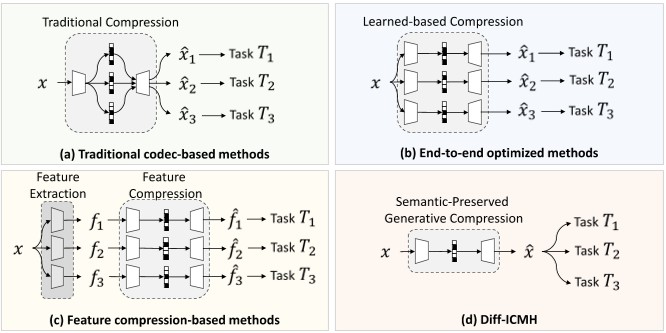 Traditional Compression
x
x̂₁ Task T₁
x̂₂ Task T₂
x̂₃ Task T₃
(a) Traditional codec-based methods
Learned-based Compression
x
x̂₁ Task T₁
x̂₂ Task T₂
x̂₃ Task T₃
(b) End-to-end optimized methods
Feature
Extraction
Feature
Compression
x
f₁ f̂₁ Task T₁
f₂ f̂₂ Task T₂
f₃ f̂₃ Task T₃
(c) Feature compression-based methods
Semantic-Preserved
Generative Compression
x x̂
Task T₁
Task T₂
Task T₃
(d) Diff-ICMH